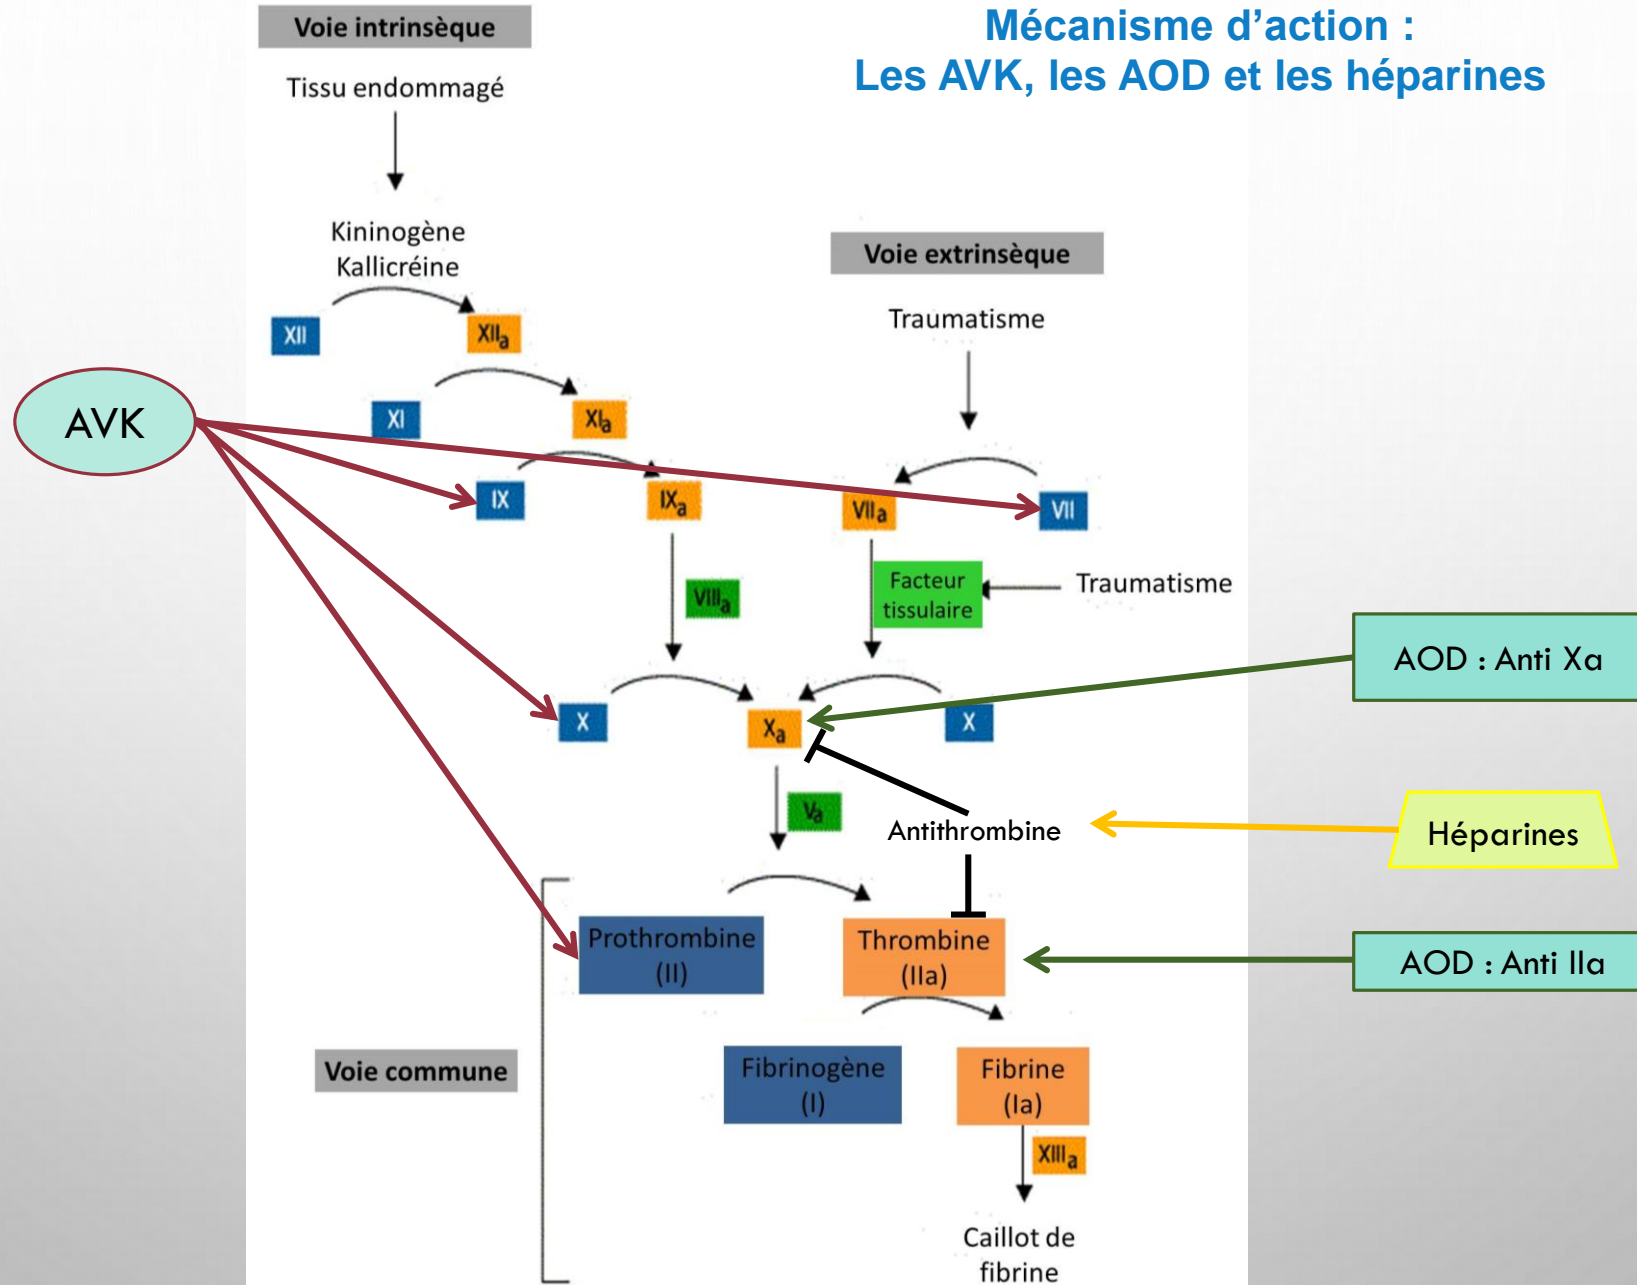 Mécanisme d’action :
Les AVK, les AOD et les héparines
Voie intrinsèque
Tissu endommagé
Kininogène
Kallicréine
Voie extrinsèque
Traumatisme
XII
XIIa
AVK
XI
XIa
IX
IXa
VIIa
VII
VIIIa
Facteur
tissulaire
Traumatisme
AOD : Anti Xa
X
Xa
X
Va
Antithrombine
Héparines
Prothrombine
(II)
Thrombine
(IIa)
AOD : Anti IIa
Voie commune
Fibrinogène
(I)
Fibrine
(Ia)
XIIIa
Caillot de
fibrine